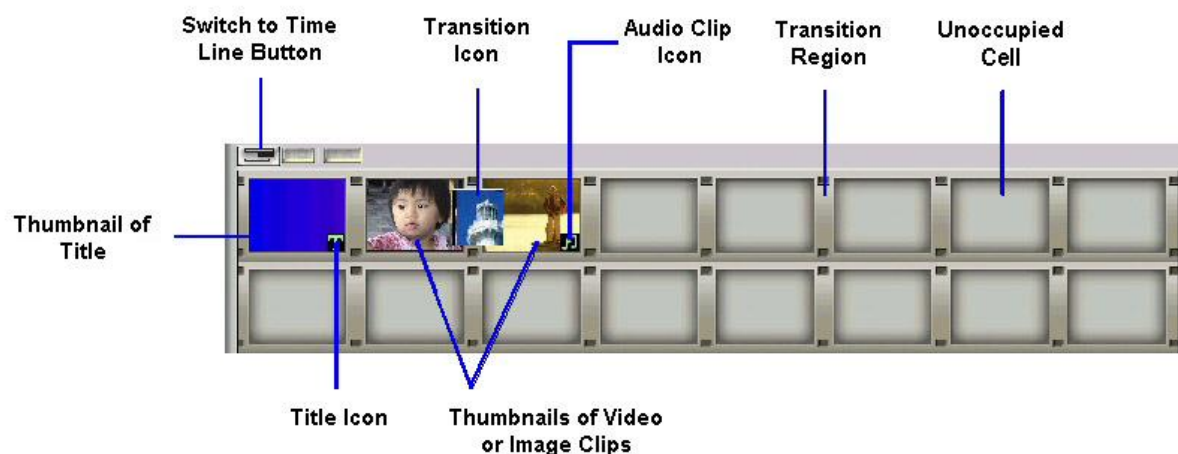 Switch to Time
Line Button
Transition
Icon
Audio Clip
Icon
Transition
Region
Unoccupied
Cell
Thumbnail of
Title
Title Icon
Thumbnails of Video
or Image Clips